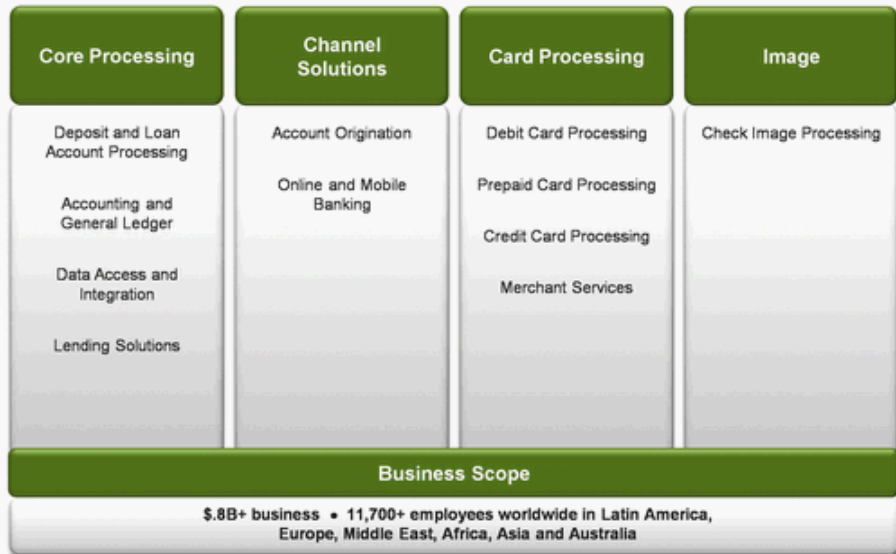 Core Processing
Channel
Solutions
Card Processing
Image
Deposit and Loan
Account Processing
Accounting and
General Ledger
Data Access and
Integration
Lending Solutions
Account Origination
Online and Mobile
Banking
Debit Card Processing
Prepaid Card Processing
Credit Card Processing
Merchant Services
Check Image Processing
Business Scope
$.8B+ business • 11,700+ employees worldwide in Latin America,
Europe, Middle East, Africa, Asia and Australia